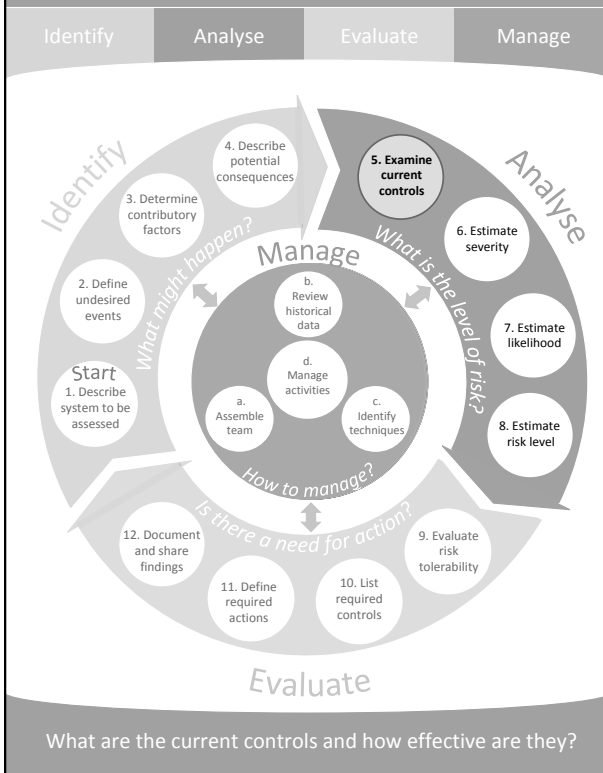 Identify
Analyse
Evaluate
Manage
Identify
What might happen?
Start
1. Describe
system to be
assessed
2. Define
undesired
events
3. Determine
contributory
factors
4. Describe
potential
consequences
Analyse
What is the level of risk?
5. Examine
current
controls
6. Estimate
severity
7. Estimate
likelihood
8. Estimate
risk level
Manage
b.
Review
historical
data
d.
Manage
activities
a.
Assemble
team
c.
Identify
techniques
How to manage?
Is there a need for action?
9. Evaluate
risk
tolerability
10. List
required
controls
11. Define
required
actions
12. Document
and share
findings
Evaluate
What are the current controls and how effective are they?